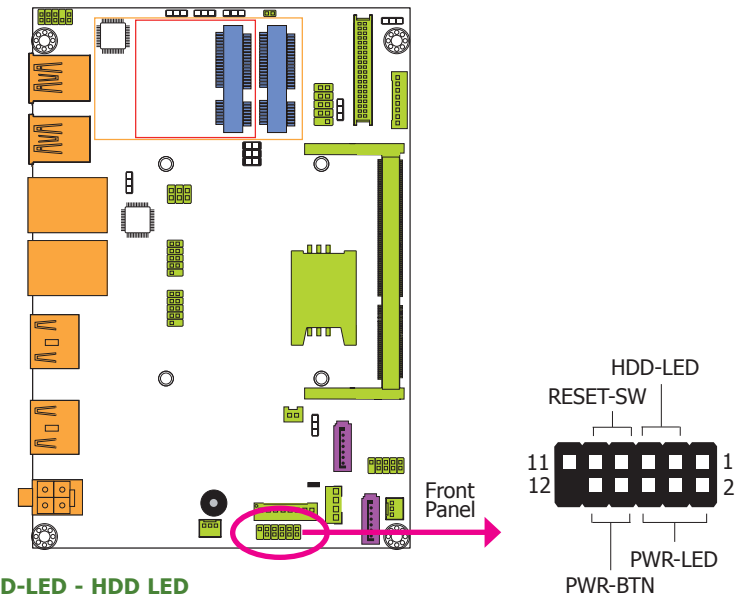 HDD-LED
RESET-SW
11
1
12
2
Front
Panel
PWR-LED
PWR-BTN
D-LED - HDD LED